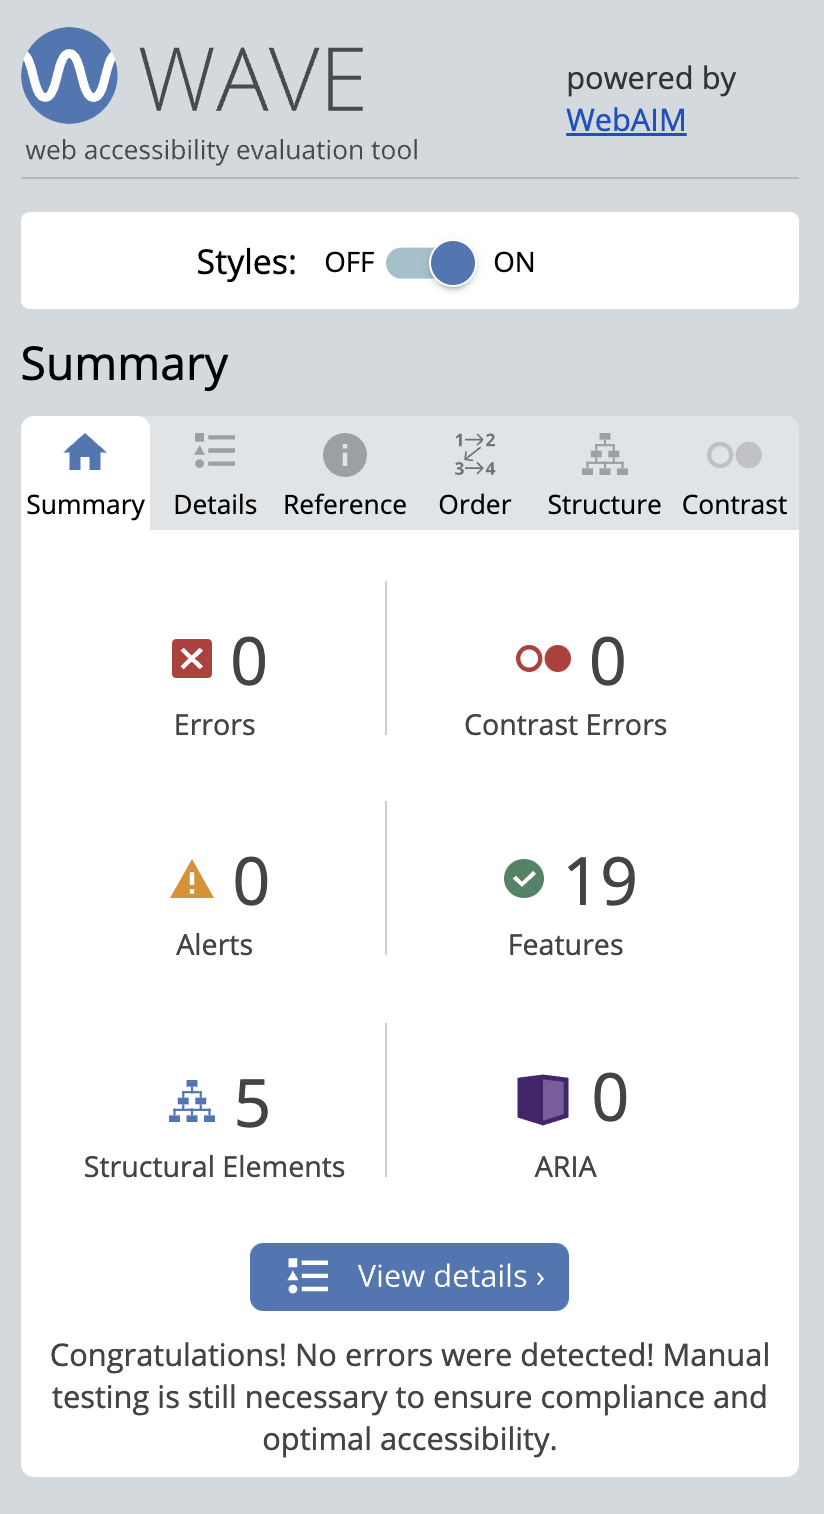 WAVE
powered by
WebAIM
web accessibility evaluation tool
Styles: OFF ON
Summary
1 2
3 4
Summary Details Reference Order Structure Contrast
0 0
Errors Contrast Errors
0 19
Alerts Features
5 0
Structural Elements ARIA
View details ›
Congratulations! No errors were detected! Manual
testing is still necessary to ensure compliance and
optimal accessibility.